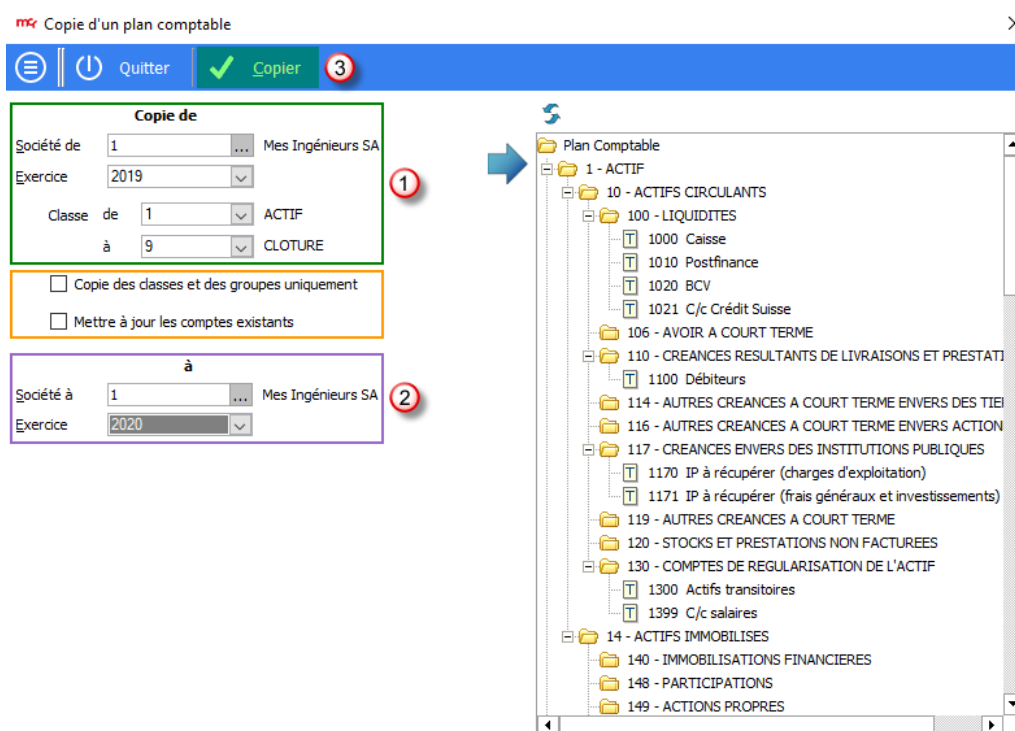 mcr Copie d'un plan comptable
Quitter
Copier
3
Copie de
Société de 1 ... Mes Ingénieurs SA
Exercice 2019
1
Classe de 1 ACTIF
à 9 CLOTURE
Copie des classes et des groupes uniquement
Mettre à jour les comptes existants
à
Société à 1 ... Mes Ingénieurs SA
2
Exercice 2020
Plan Comptable
1 - ACTIF
10 - ACTIFS CIRCULANTS
100 - LIQUIDITES
T 1000 Caisse
T 1010 Postfinance
T 1020 BCV
T 1021 C/c Crédit Suisse
106 - AVOIR A COURT TERME
110 - CREANCES RESULTANTS DE LIVRAISONS ET PRESTATI
T 1100 Débiteurs
114 - AUTRES CREANCES A COURT TERME ENVERS DES TIE
116 - AUTRES CREANCES A COURT TERME ENVERS ACTION
117 - CREANCES ENVERS DES INSTITUTIONS PUBLIQUES
T 1170 IP à récupérer (charges d'exploitation)
T 1171 IP à récupérer (frais généraux et investissements)
119 - AUTRES CREANCES A COURT TERME
120 - STOCKS ET PRESTATIONS NON FACTUREES
130 - COMPTES DE REGULARISATION DE L'ACTIF
T 1300 Actifs transitoires
T 1399 C/c salaires
14 - ACTIFS IMMOBILISES
140 - IMMOBILISATIONS FINANCIERES
148 - PARTICIPATIONS
149 - ACTIONS PROPRES